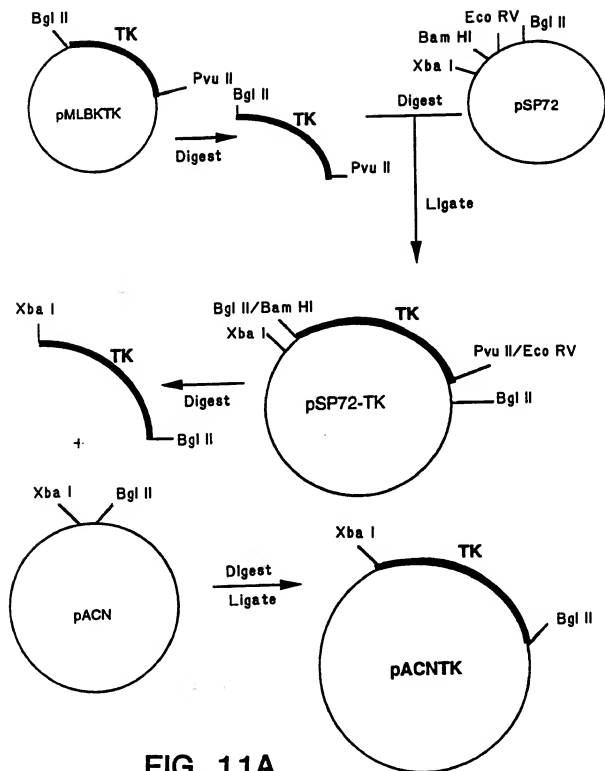 Bgl II
TK
Pvu II
pMLBKTK
Digest
Bgl II
TK
Pvu II
Eco RV
Bgl II
Bam HI
Xba I
pSP72
Digest
Ligate
Xba I
TK
Bgl II
Digest
Bgl II/Bam HI
TK
Xba I
Pvu II/Eco RV
pSP72-TK
Bgl II
+
Xba I
Bgl II
pACN
Digest
Ligate
Xba I
TK
Bgl II
pACNTK
FIG. 11A